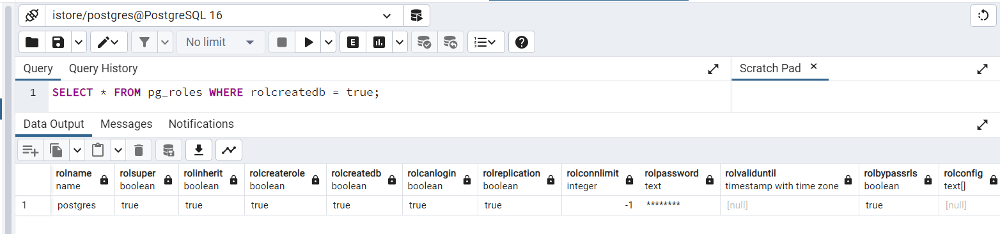 istore/postgres@PostgreSQL 16
No limit
E
Query Query History Scratch Pad ×
1 SELECT * FROM pg_roles WHERE rolcreatedb = true;
Data Output Messages Notifications
rolname rolsuper rolinherit rolcreaterole rolcreatedb rolcanlogin rolreplication rolconnlimit rolpassword rolvaliduntil rolbypassrls rolconfig
name boolean boolean boolean boolean boolean boolean integer text timestamp with time zone boolean text[]
1 postgres true true true true true true -1 ******** [null] true [null]